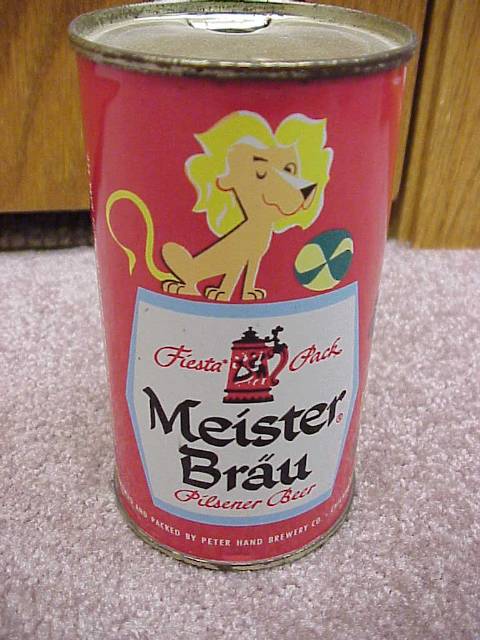 Fiesta Pack
Meister®
Bräu
Pilsener Beer
AND PACKED BY PETER HAND BREWERY CO.